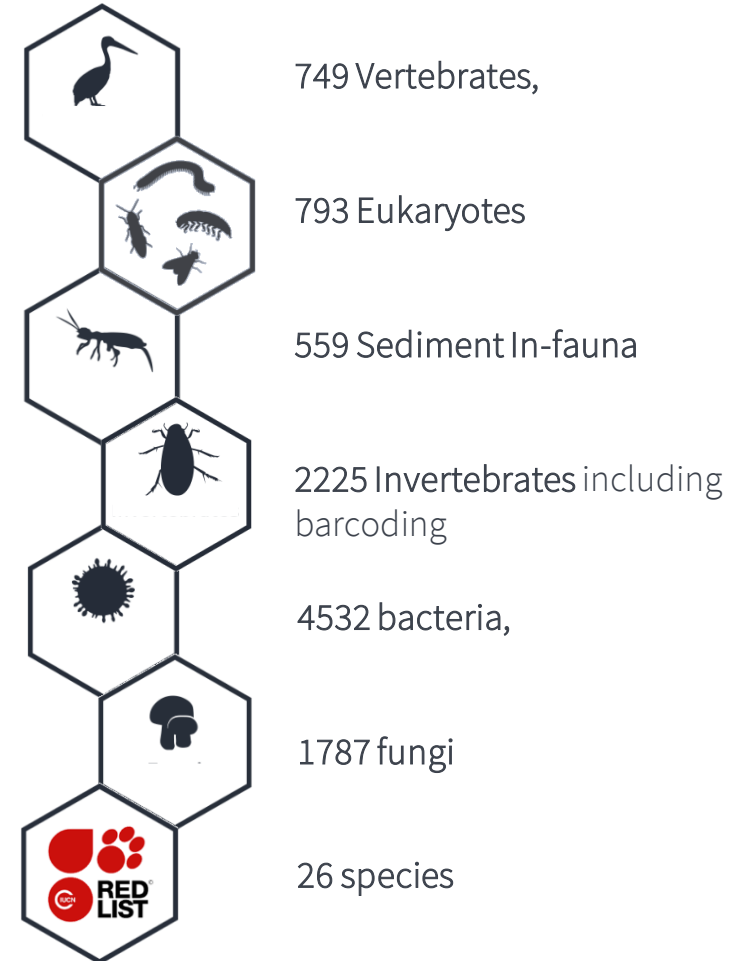 749 Vertebrates,
793 Eukaryotes
559 Sediment In-fauna
2225 Invertebrates including
barcoding
4532 bacteria,
1787 fungi
IUCN
RED
LIST
26 species